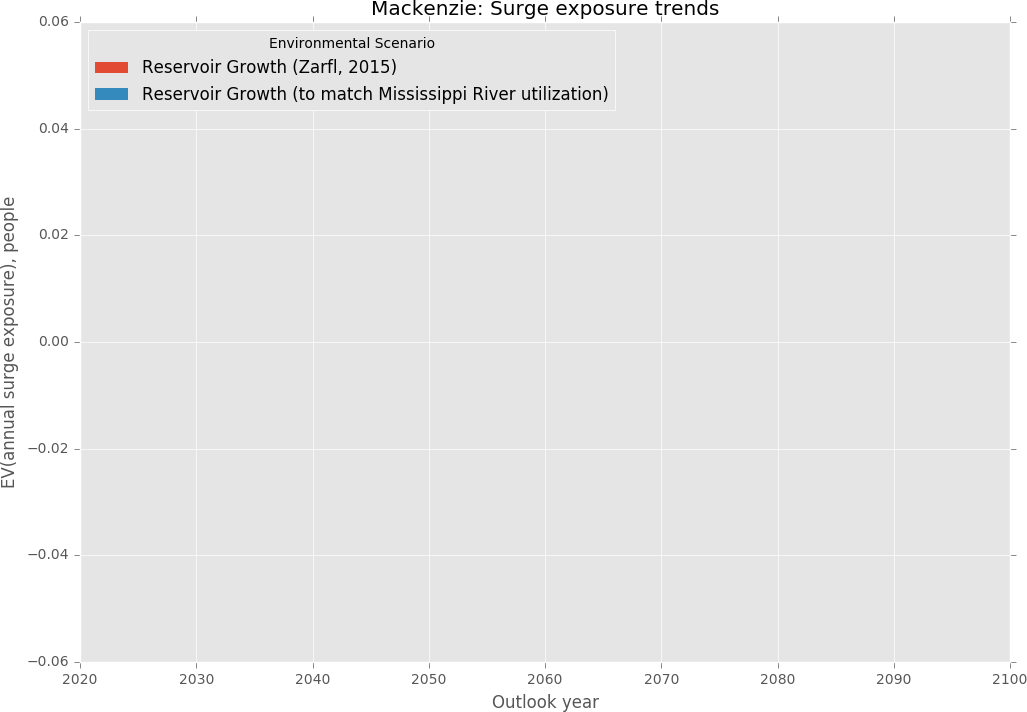 Mackenzie: Surge exposure trends
Environmental Scenario
Reservoir Growth (Zarfl, 2015)
Reservoir Growth (to match Mississippi River utilization)
EV(annual surge exposure), people
0.06
0.04
0.02
0.00
−0.02
−0.04
−0.06
2020 2030 2040 2050 2060 2070 2080 2090 2100
Outlook year